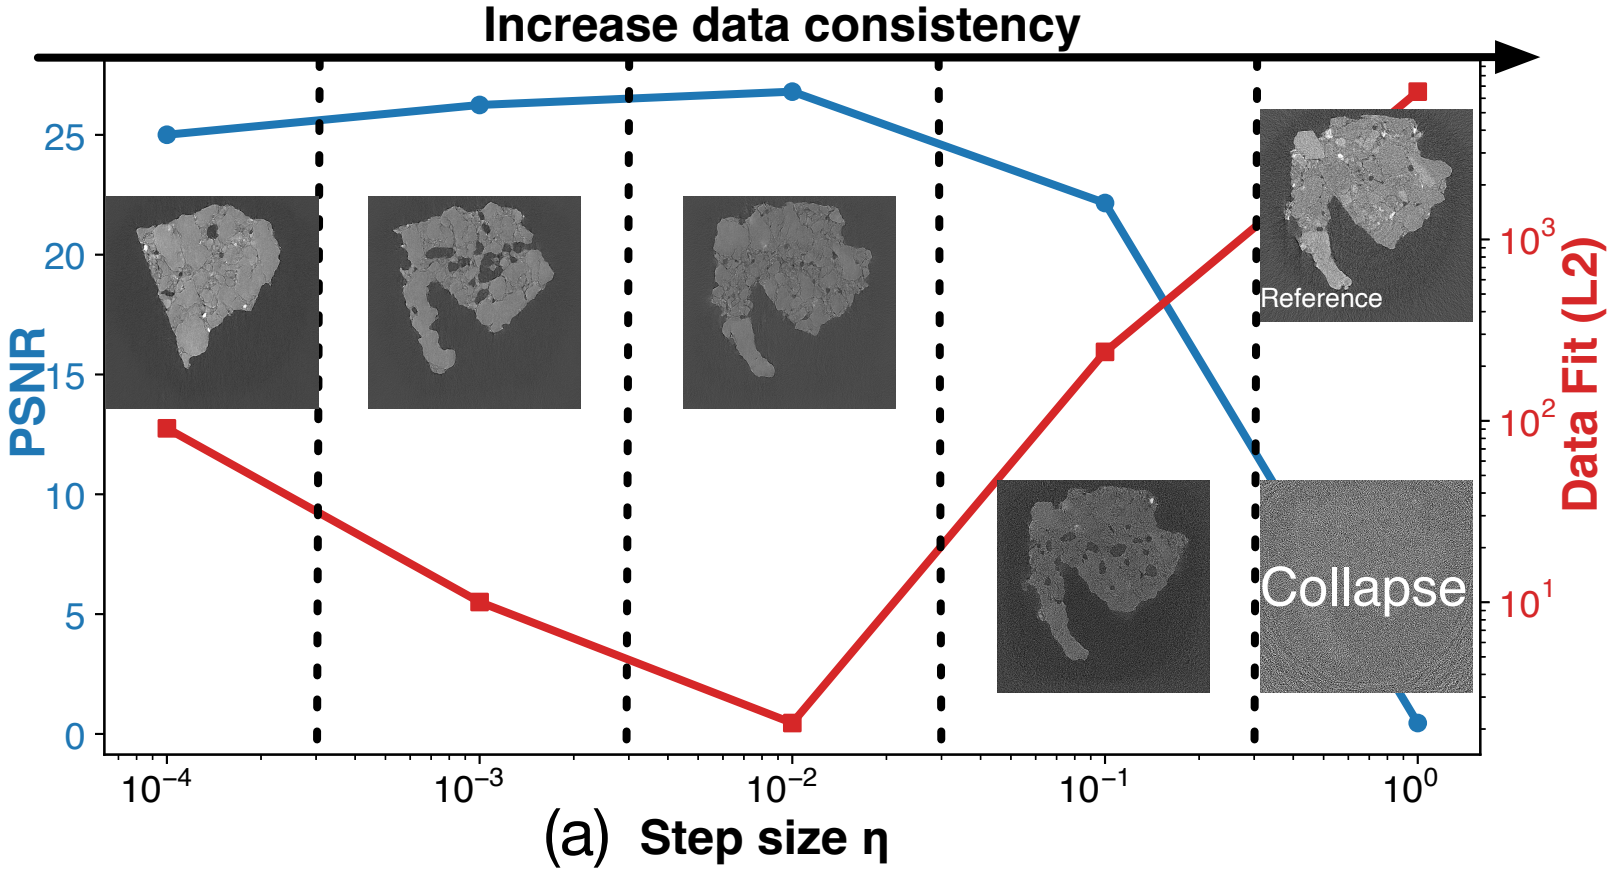 Increase data consistency
PSNR
25
20
15
10
5
0
Reference
Collapse
10³
10²
10¹
Data Fit (L2)
10⁻⁴ 10⁻³ 10⁻² 10⁻¹ 10⁰
(a) Step size η